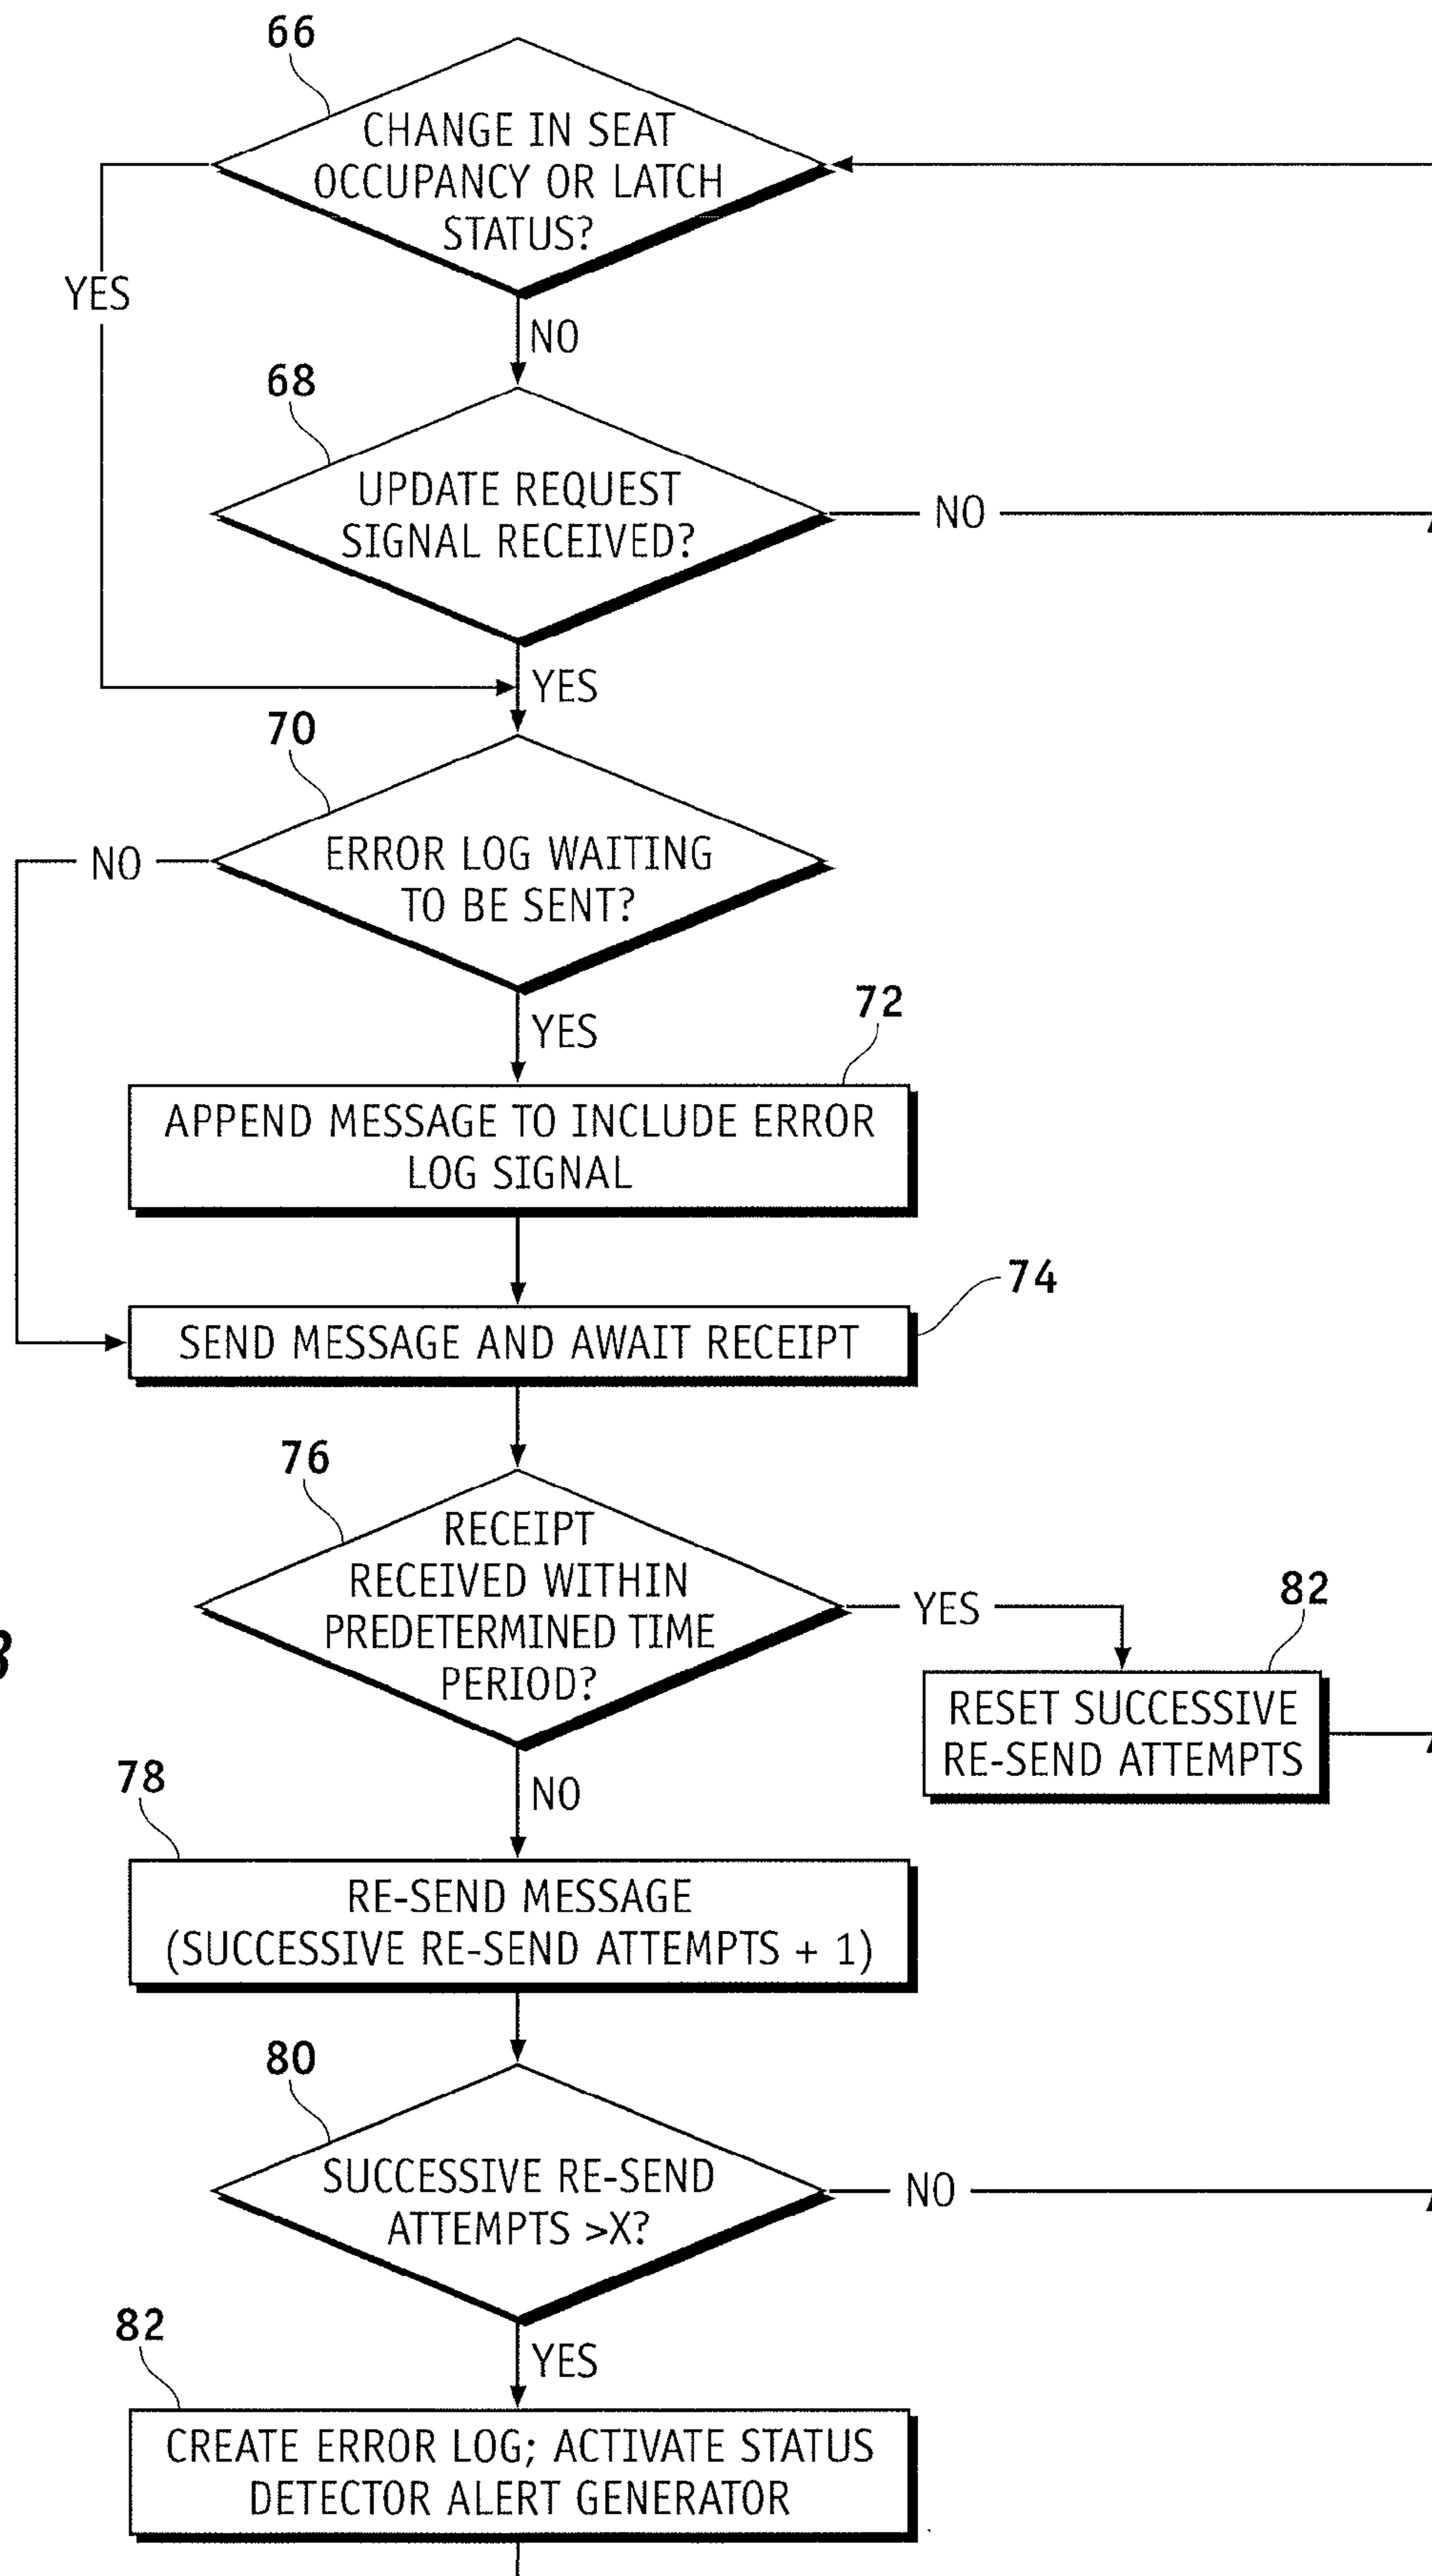 66
CHANGE IN SEAT
OCCUPANCY OR LATCH
STATUS?
YES
NO
68
UPDATE REQUEST
SIGNAL RECEIVED?
NO
YES
70
ERROR LOG WAITING
TO BE SENT?
NO
YES
72
APPEND MESSAGE TO INCLUDE ERROR
LOG SIGNAL
74
SEND MESSAGE AND AWAIT RECEIPT
76
RECEIPT
RECEIVED WITHIN
PREDETERMINED TIME
PERIOD?
YES
82
RESET SUCCESSIVE
RE-SEND ATTEMPTS
NO
78
RE-SEND MESSAGE
(SUCCESSIVE RE-SEND ATTEMPTS + 1)
80
SUCCESSIVE RE-SEND
ATTEMPTS >X?
NO
YES
82
CREATE ERROR LOG; ACTIVATE STATUS
DETECTOR ALERT GENERATOR